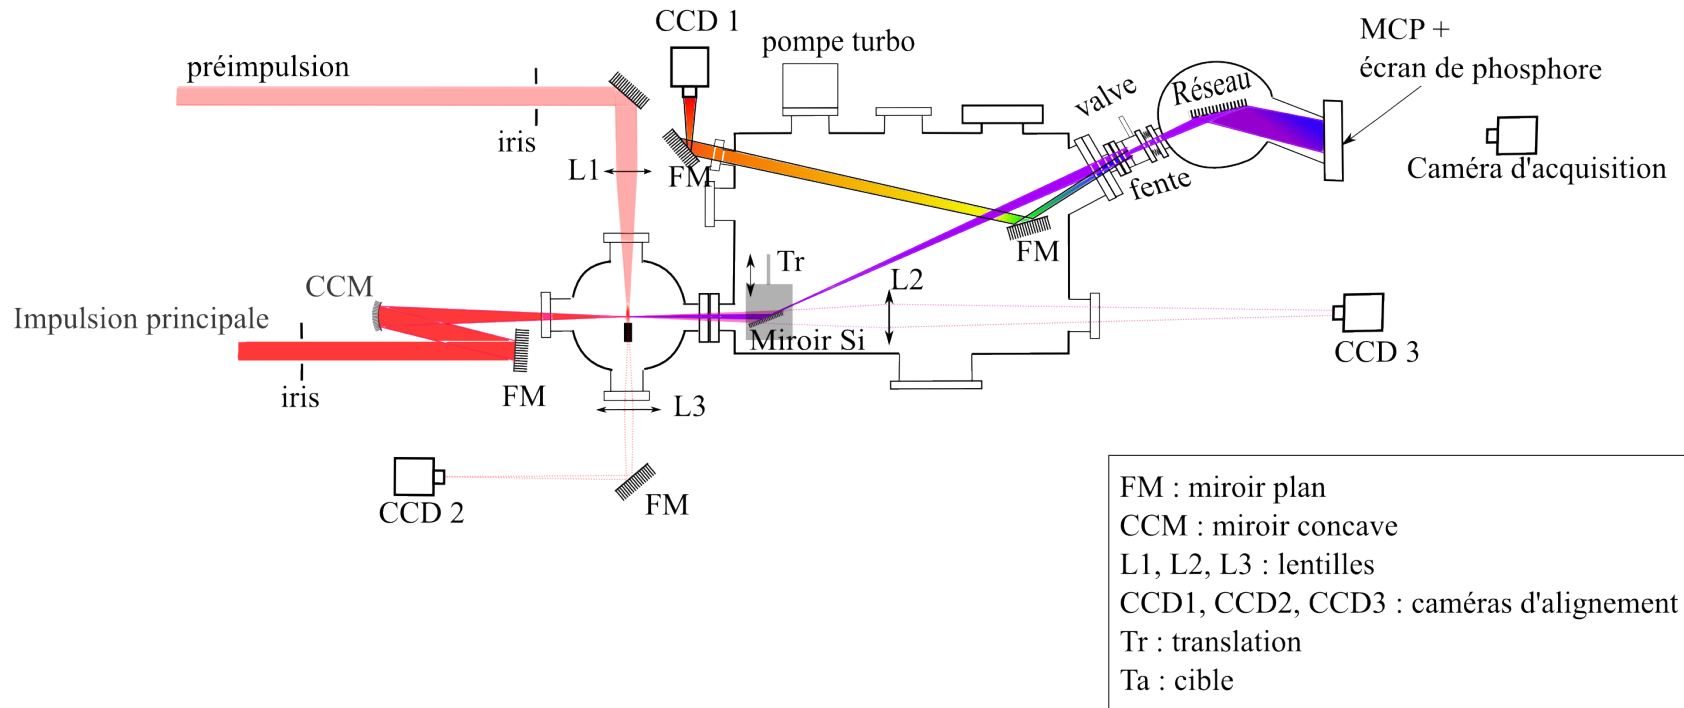 CCD 1
pompe turbo
MCP +
écran de phosphore
préimpulsion
iris
L1
FM
valve
Réseau
fente
Caméra d'acquisition
FM
Tr
L2
CCM
Impulsion principale
Miroir Si
CCD 3
iris
FM
L3
CCD 2
FM
FM : miroir plan
CCM : miroir concave
L1, L2, L3 : lentilles
CCD1, CCD2, CCD3 : caméras d'alignement
Tr : translation
Ta : cible